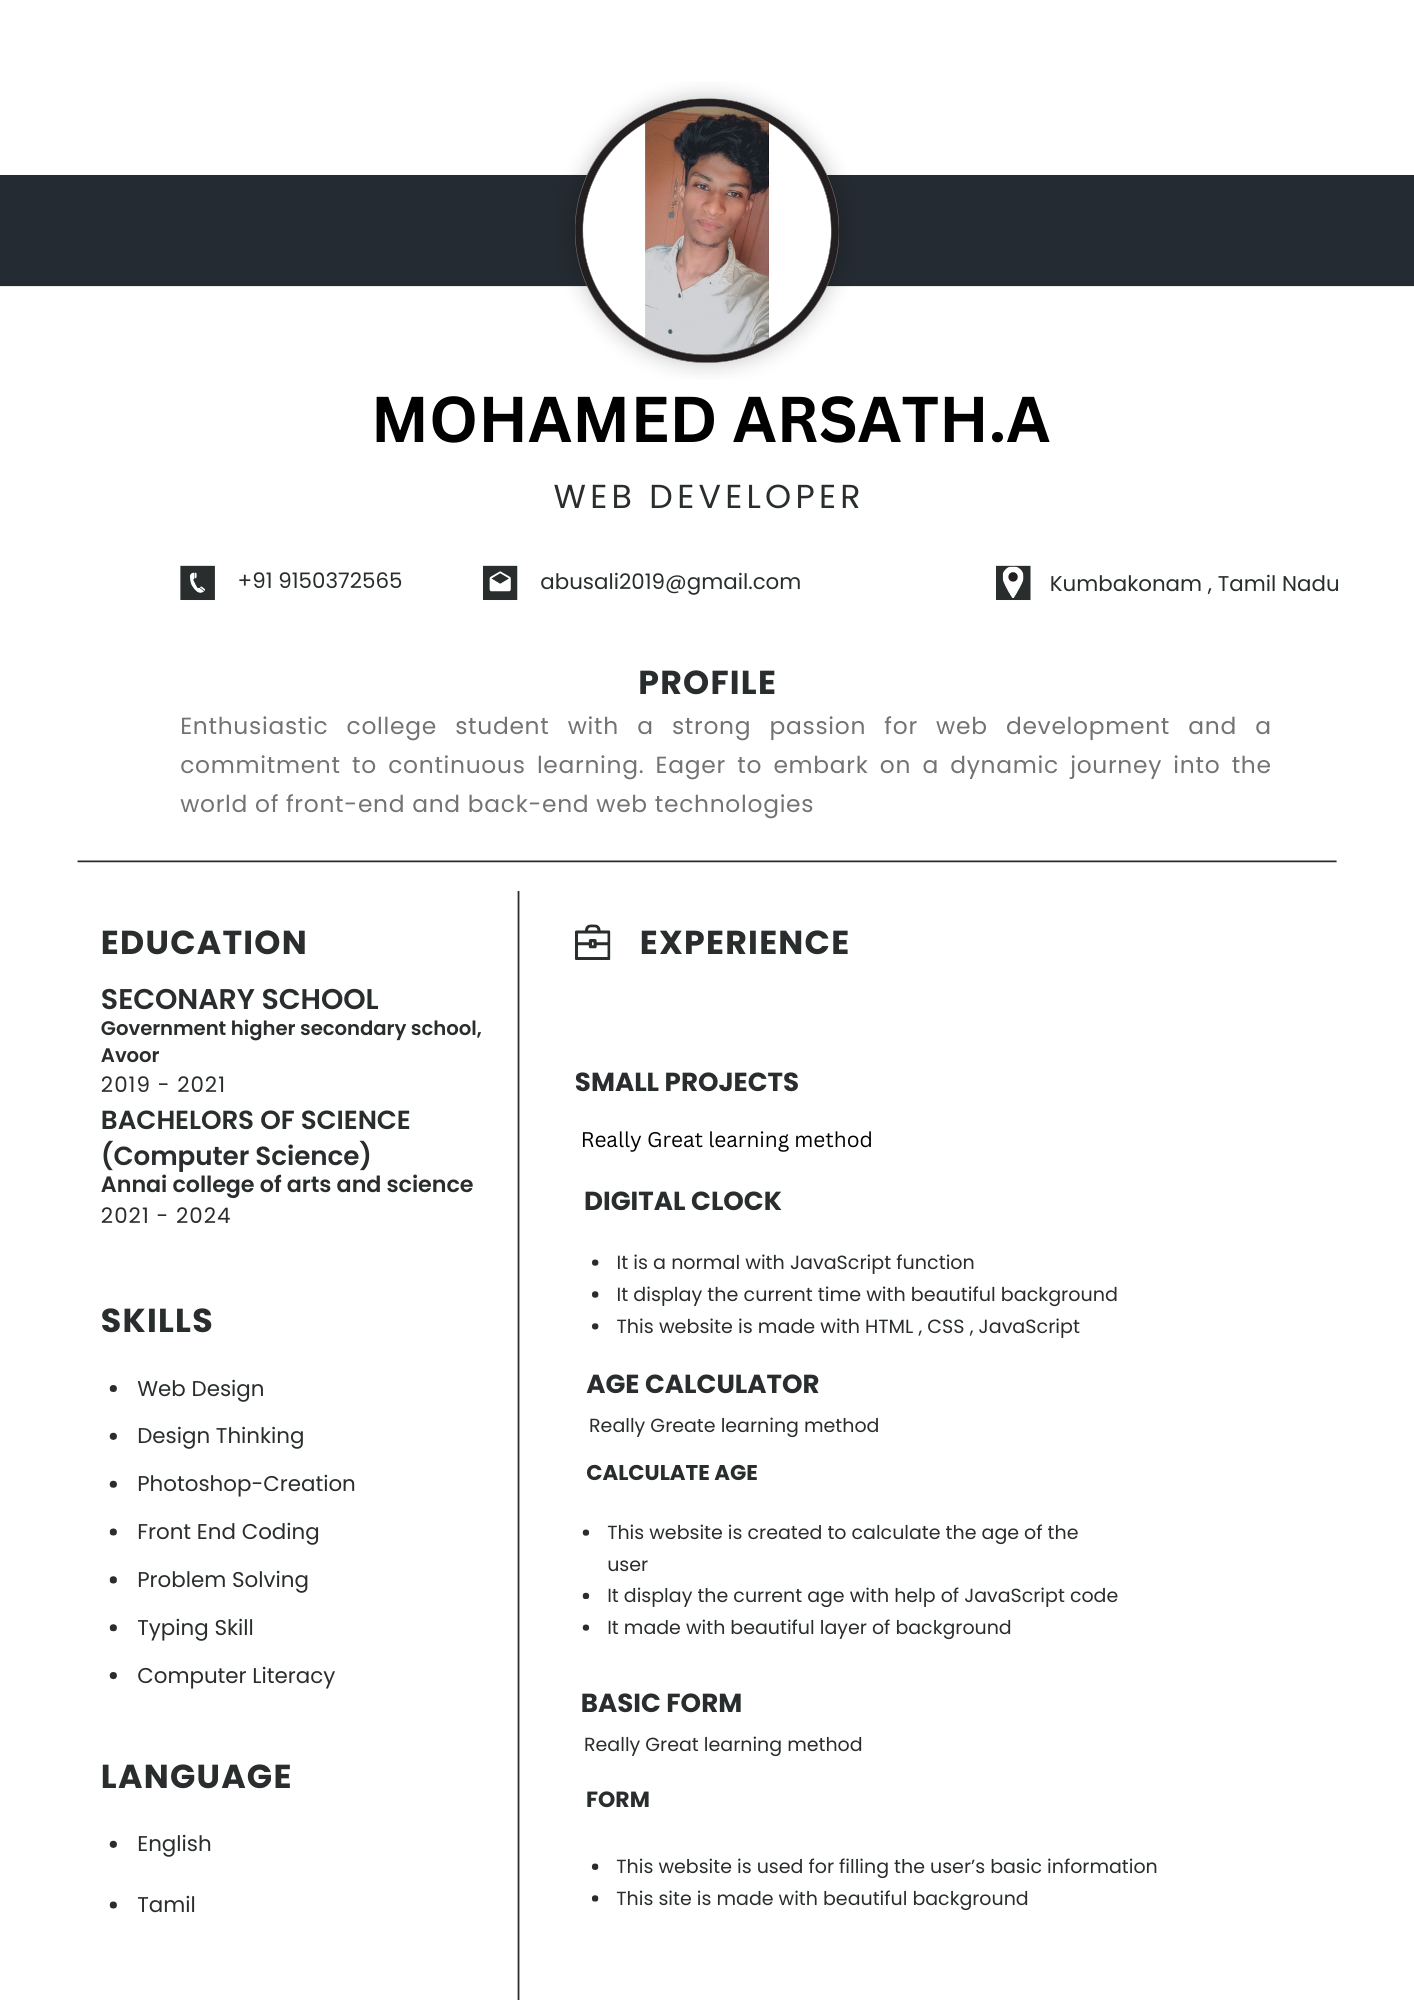 MOHAMED ARSATH.A
WEB DEVELOPER
+91 9150372565
abusali2019@gmail.com
Kumbakonam , Tamil Nadu
PROFILE
Enthusiastic college student with a strong passion for web development and a
commitment to continuous learning. Eager to embark on a dynamic journey into the
world of front-end and back-end web technologies
EDUCATION
SECONARY SCHOOL
Government higher secondary school,
Avoor
2019 - 2021
BACHELORS OF SCIENCE
(Computer Science)
Annai college of arts and science
2021 - 2024
SKILLS
• Web Design
• Design Thinking
• Photoshop-Creation
• Front End Coding
• Problem Solving
• Typing Skill
• Computer Literacy
LANGUAGE
• English
• Tamil
EXPERIENCE
SMALL PROJECTS
Really Great learning method
DIGITAL CLOCK
• It is a normal with JavaScript function
• It display the current time with beautiful background
• This website is made with HTML , CSS , JavaScript
AGE CALCULATOR
Really Greate learning method
CALCULATE AGE
• This website is created to calculate the age of the
user
• It display the current age with help of JavaScript code
• It made with beautiful layer of background
BASIC FORM
Really Great learning method
FORM
• This website is used for filling the user’s basic information
• This site is made with beautiful background